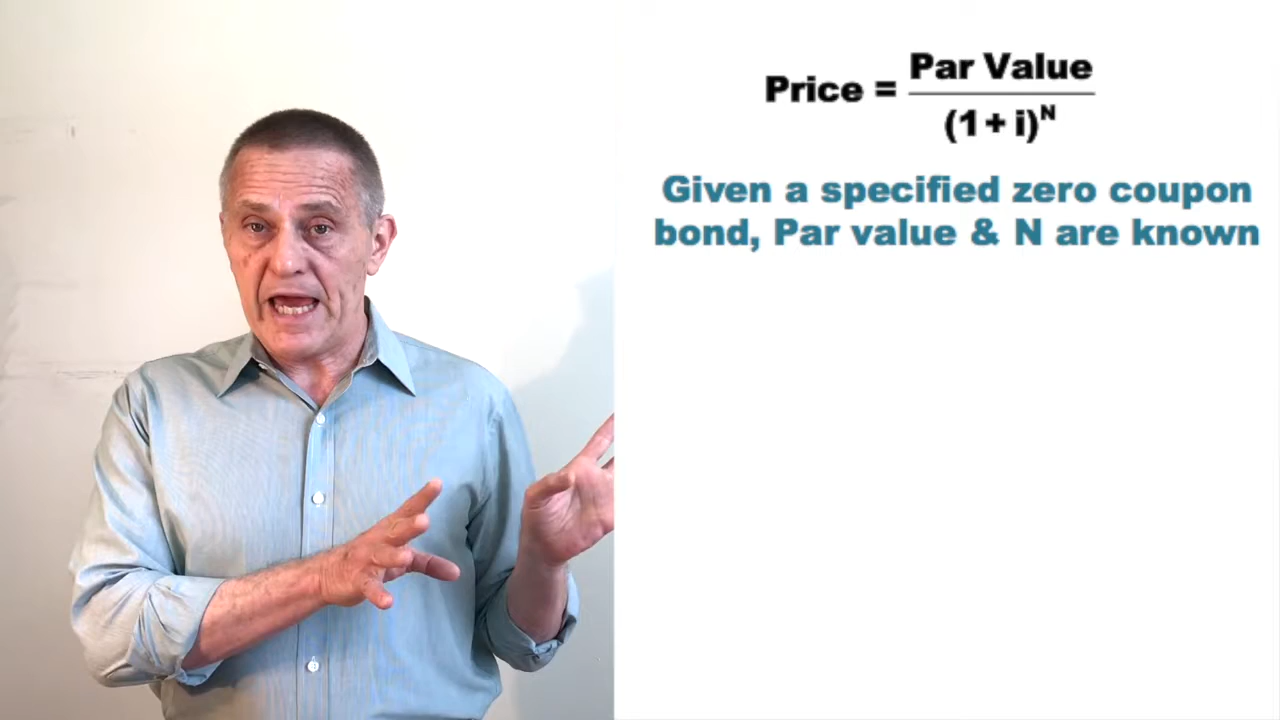 Price = Par Value / (1 + i)^N
Given a specified zero coupon
bond, Par value & N are known